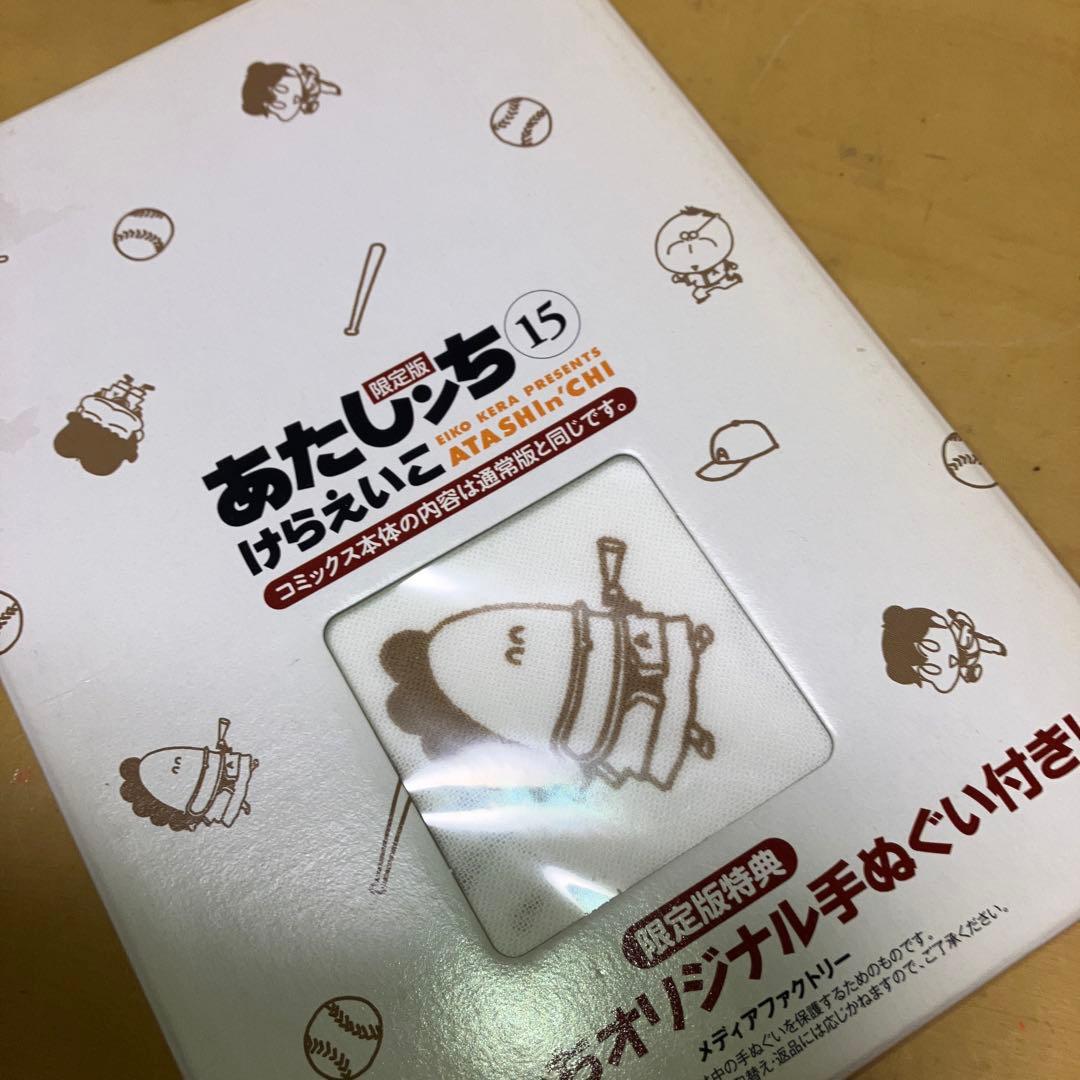 限定版
あたしンち 15
けらえいこ
EIKO KERA PRESENTS
ATASHIn'CHI
コミックス本体の内容は通常版と同じです。
限定版特典
オリジナル手ぬぐい付き!
メディアファクトリー
中の手ぬぐいを保護するためのものです。
替え・返品には応じかねますので、ご了承ください。